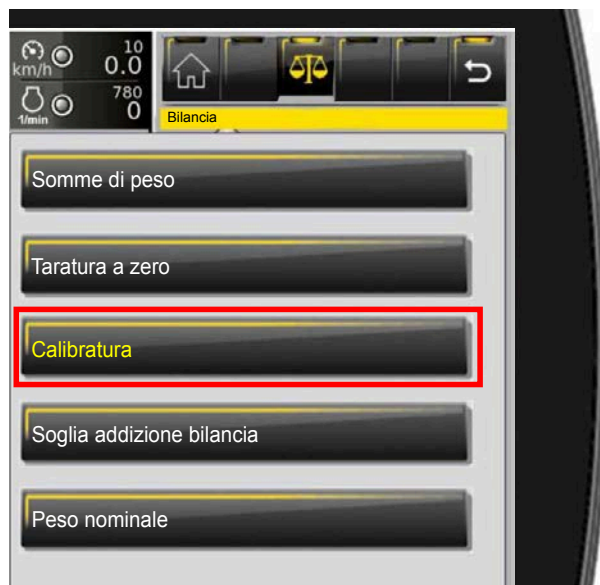 10
km/h 0.0
780
1/min 0
Bilancia
Somme di peso
Taratura a zero
Calibratura
Soglia addizione bilancia
Peso nominale